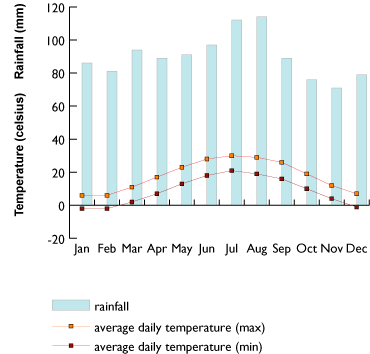 Temperature (celsius) Rainfall (mm)
120
100
80
60
40
20
0
-20
Jan Feb Mar Apr May Jun Jul Aug Sep Oct Nov Dec
rainfall
average daily temperature (max)
average daily temperature (min)